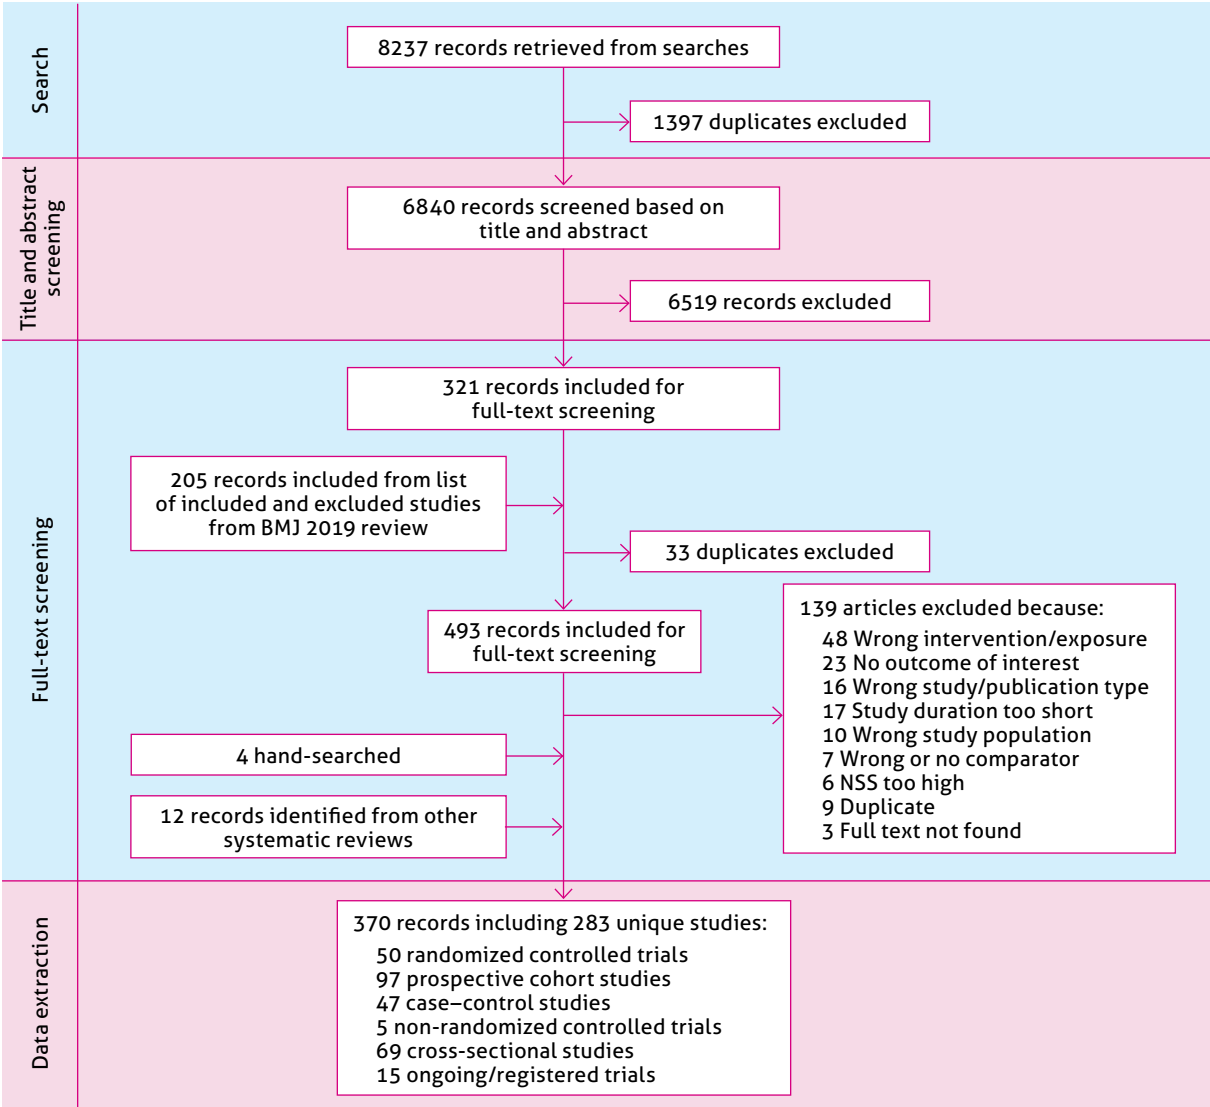 Search
8237 records retrieved from searches
1397 duplicates excluded
Title and abstract
screening
6840 records screened based on
title and abstract
6519 records excluded
Full-text screening
321 records included for
full-text screening
205 records included from list
of included and excluded studies
from BMJ 2019 review
33 duplicates excluded
493 records included for
full-text screening
139 articles excluded because:
48 Wrong intervention/exposure
23 No outcome of interest
16 Wrong study/publication type
17 Study duration too short
10 Wrong study population
7 Wrong or no comparator
6 NSS too high
9 Duplicate
3 Full text not found
4 hand-searched
12 records identified from other
systematic reviews
Data extraction
370 records including 283 unique studies:
50 randomized controlled trials
97 prospective cohort studies
47 case–control studies
5 non-randomized controlled trials
69 cross-sectional studies
15 ongoing/registered trials